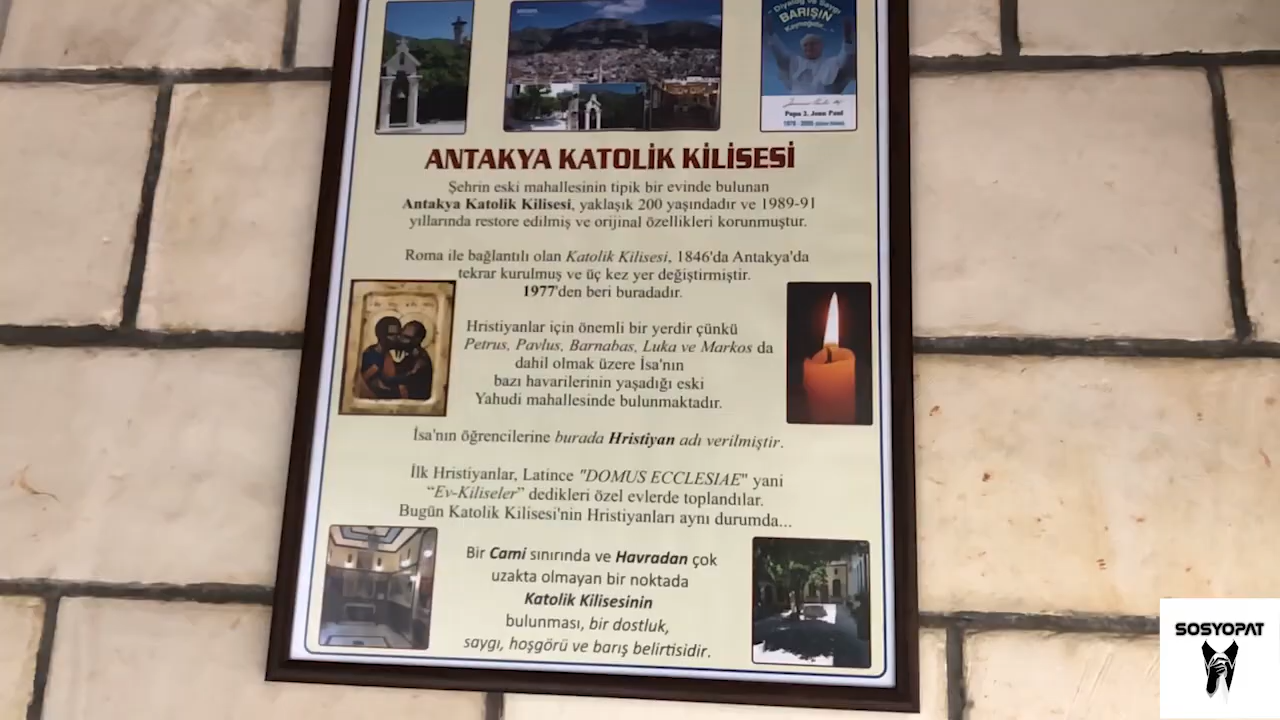 "Diyalog ve Saygı
BARIŞIN
Kaynağıdır..."
Papa 2. Jean Paul
ANTAKYA KATOLİK KİLİSESİ
Şehrin eski mahallesinin tipik bir evinde bulunan
Antakya Katolik Kilisesi, yaklaşık 200 yaşındadır ve 1989-91
yıllarında restore edilmiş ve orijinal özellikleri korunmuştur.
Roma ile bağlantılı olan Katolik Kilisesi, 1846'da Antakya'da
tekrar kurulmuş ve üç kez yer değiştirmiştir.
1977'den beri buradadır.
Hristiyanlar için önemli bir yerdir çünkü
Petrus, Pavlus, Barnabas, Luka ve Markos da
dahil olmak üzere İsa'nın
bazı havarilerinin yaşadığı eski
Yahudi mahallesinde bulunmaktadır.
İsa'nın öğrencilerine burada Hristiyan adı verilmiştir.
İlk Hristiyanlar, Latince "DOMUS ECCLESIAE" yani
“Ev-Kiliseler” dedikleri özel evlerde toplandılar.
Bugün Katolik Kilisesi'nin Hristiyanları aynı durumda...
Bir Cami sınırında ve Havradan çok
uzakta olmayan bir noktada
Katolik Kilisesinin
bulunması, bir dostluk,
saygı, hoşgörü ve barış belirtisidir.
SOSYOPAT